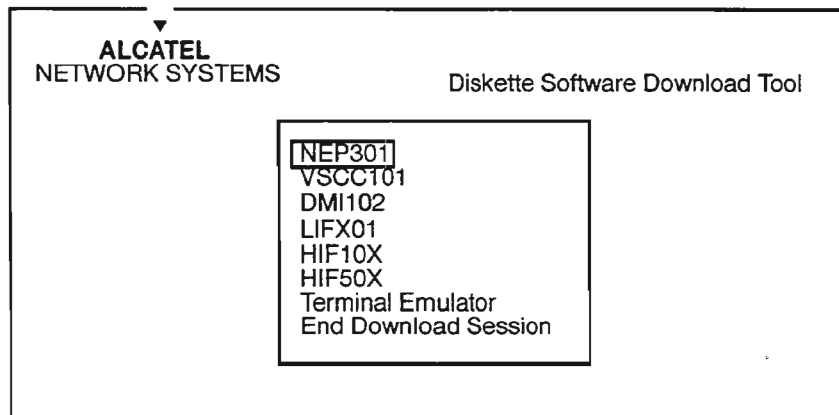 ALCATEL
NETWORK SYSTEMS
Diskette Software Download Tool
NEP301
VSCC101
DMI102
LIFX01
HIF10X
HIF50X
Terminal Emulator
End Download Session